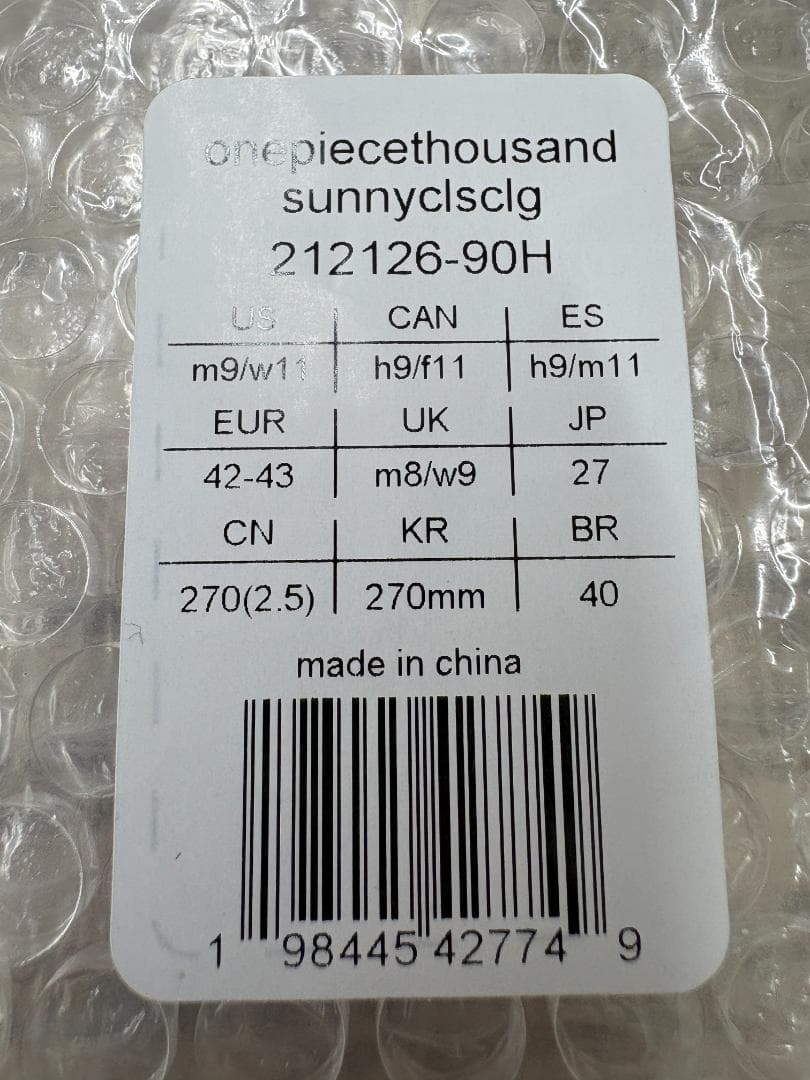 onepiecethousand
sunnyclsclg
212126-90H
US CAN ES
m9/w11 h9/f11 h9/m11
EUR UK JP
42-43 m8/w9 27
CN KR BR
270(2.5) 270mm 40
made in china
1 98445 42774 9